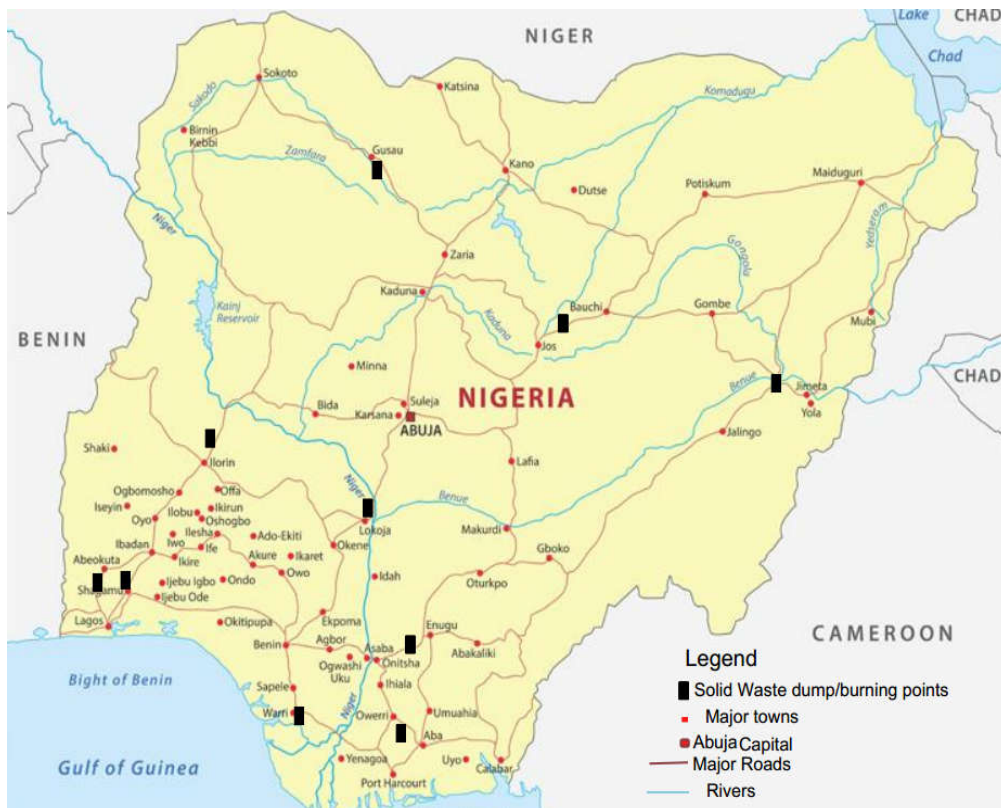 NIGER
Lake
Chad
CHAD
Sokoto
Katsina
Komadugu
Sokodo
Birnin
Kebbi
Gusau
Zamfara
Kano
Dutse
Potiskum
Maiduguri
Yedseram
Niger
Zaria
Gongola
Kaduna
Kainj
Reservoir
Kaduna
Bauchi
Gombe
Mubi
BENIN
Jos
Minna
NIGERIA
Benue
Jimeta
Yola
CHAD
Bida
Suleja
Karsana
ABUJA
Jalingo
Shaki
Ilorin
Lafia
Ogbomosho
Offa
Niger
Benue
Iseyin
Ilobu
Ikirun
Oyo
Oshogbo
Lokoja
Makurdi
Iwo
Ilesha
Ado-Ekiti
Okene
Ibadan
Ife
Ikire
Akure
Ikaret
Gboko
Abeokuta
Owo
Idah
Oturkpo
Shagamu
Ijebu Igbo
Ondo
Ijebu Ode
Lagos
Okitipupa
Ekpoma
Enugu
CAMEROON
Benin
Agbor
Asaba
Abakaliki
Ogwashi
Uku
Onitsha
Bight of Benin
Sapele
Ihiala
Warri
Niger
Owerri
Umuahia
Aba
Gulf of Guinea
Yenagoa
Port Harcourt
Uyo
Calabar
Legend
Solid Waste dump/burning points
Major towns
Abuja Capital
Major Roads
Rivers